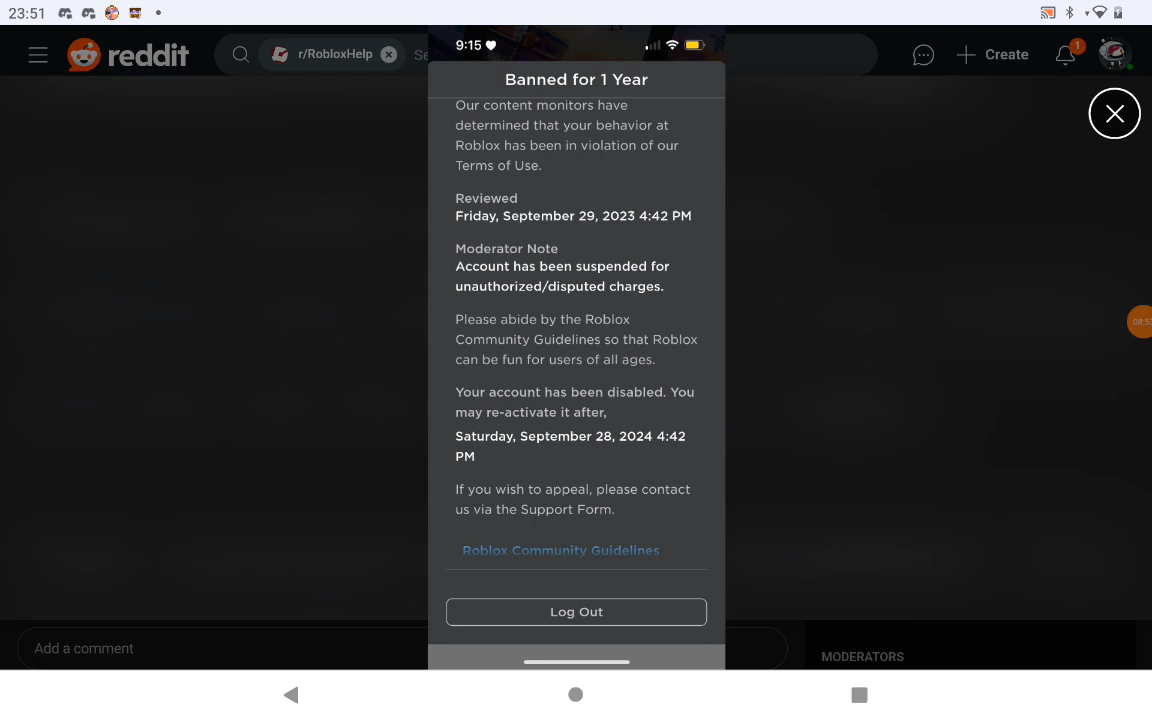 23:51
reddit
r/RobloxHelp
Se
Create
1
9:15
Banned for 1 Year
Our content monitors have
determined that your behavior at
Roblox has been in violation of our
Terms of Use.
Reviewed
Friday, September 29, 2023 4:42 PM
Moderator Note
Account has been suspended for
unauthorized/disputed charges.
Please abide by the Roblox
Community Guidelines so that Roblox
can be fun for users of all ages.
Your account has been disabled. You
may re-activate it after,
Saturday, September 28, 2024 4:42
PM
If you wish to appeal, please contact
us via the Support Form.
Roblox Community Guidelines
Log Out
08:53
Add a comment
MODERATORS